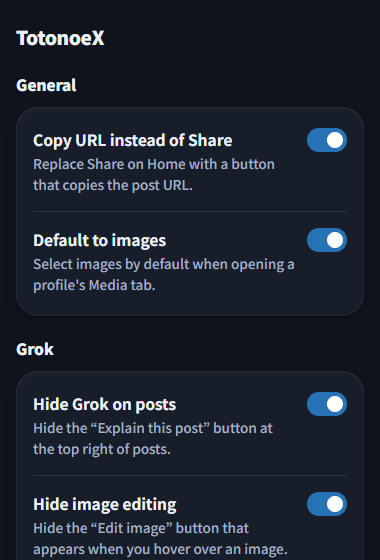 TotonoeX
General
Copy URL instead of Share
Replace Share on Home with a button
that copies the post URL.
Default to images
Select images by default when opening a
profile's Media tab.
Grok
Hide Grok on posts
Hide the “Explain this post” button at
the top right of posts.
Hide image editing
Hide the “Edit image” button that
appears when you hover over an image.